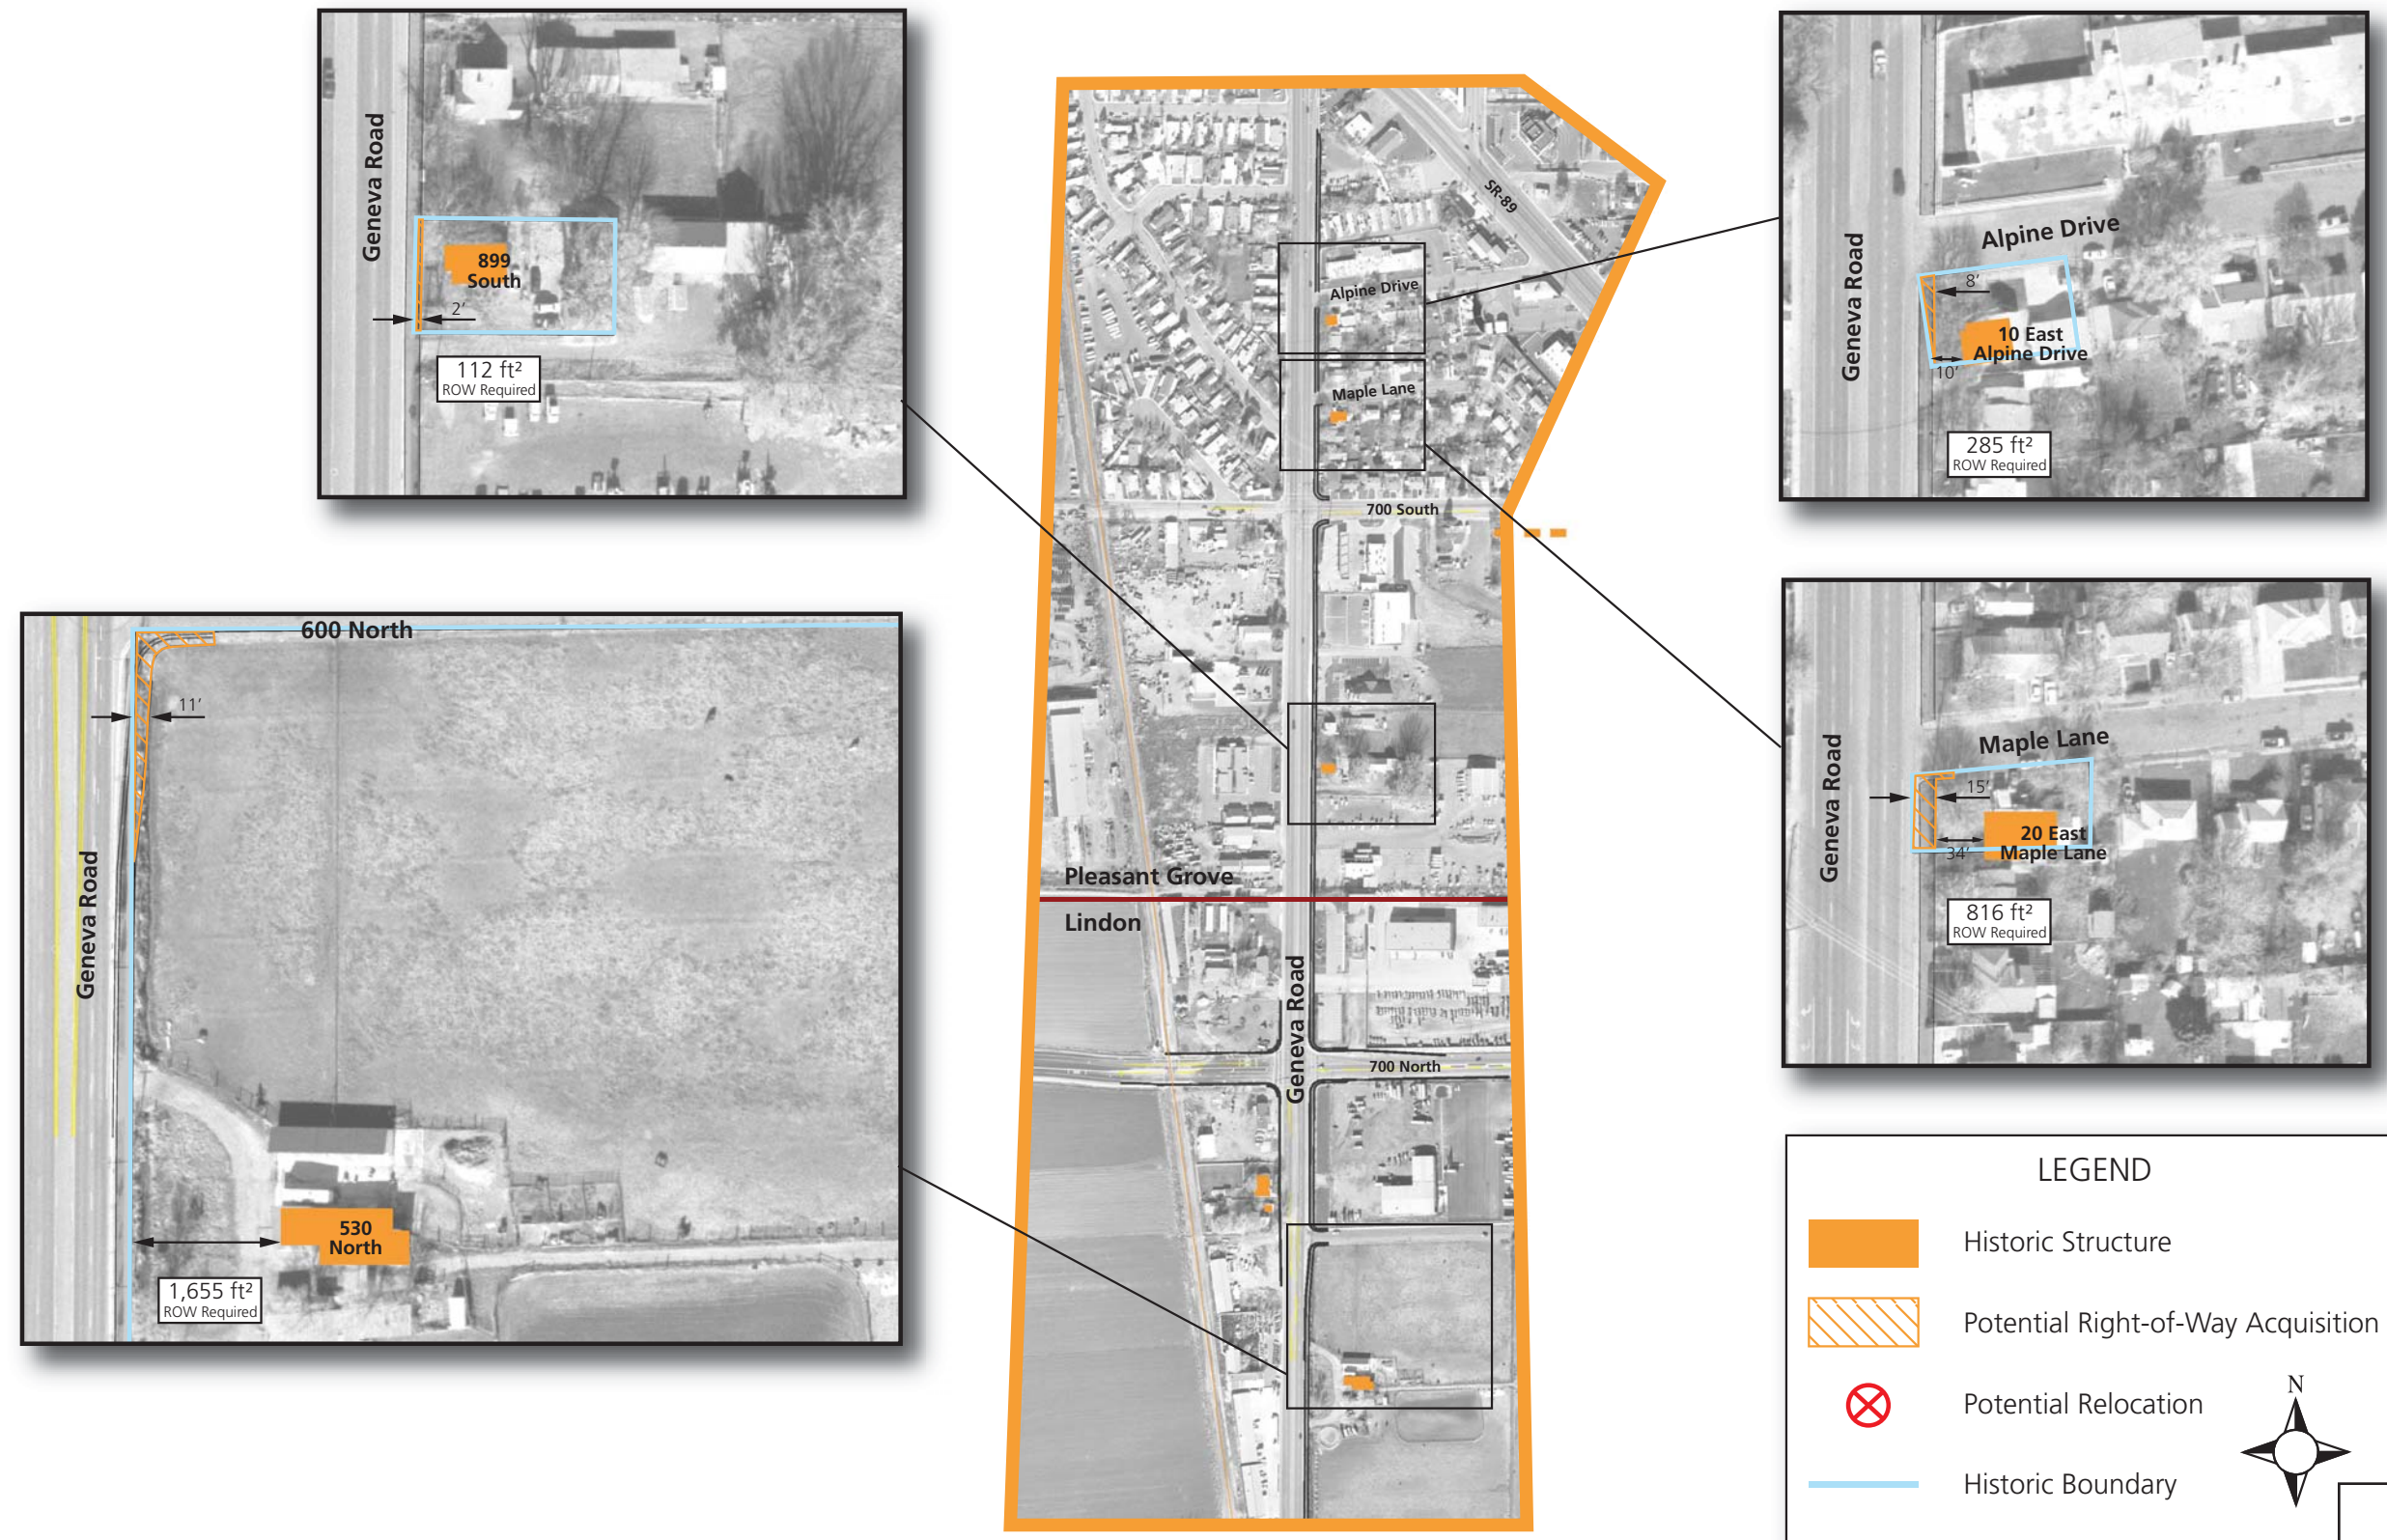 Geneva Road
899
South
2’
112 ft²
ROW Required
600 North
11’
Geneva Road
530
North
1,655 ft²
ROW Required
SR-89
Alpine Drive
Maple Lane
700 South
Pleasant Grove
Lindon
Geneva Road
700 North
Geneva Road
Alpine Drive
8’
10 East
Alpine Drive
10’
285 ft²
ROW Required
Geneva Road
Maple Lane
15’
20 East
Maple Lane
34’
816 ft²
ROW Required
LEGEND
Historic Structure
Potential Right-of-Way Acquisition
Potential Relocation
Historic Boundary
N